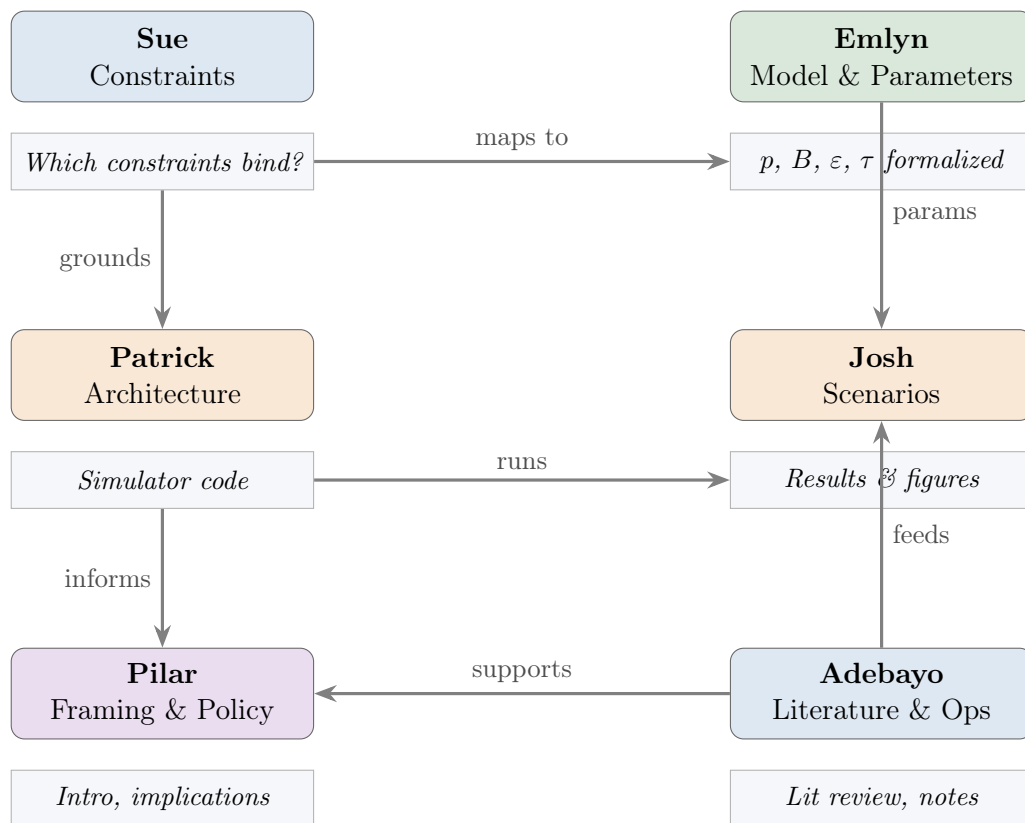 Sue
Constraints
Emlyn
Model & Parameters
Which constraints bind?
maps to
p, B, ε, τ formalized
grounds
params
Patrick
Architecture
Josh
Scenarios
Simulator code
runs
Results & figures
informs
feeds
Pilar
Framing & Policy
supports
Adebayo
Literature & Ops
Intro, implications
Lit review, notes